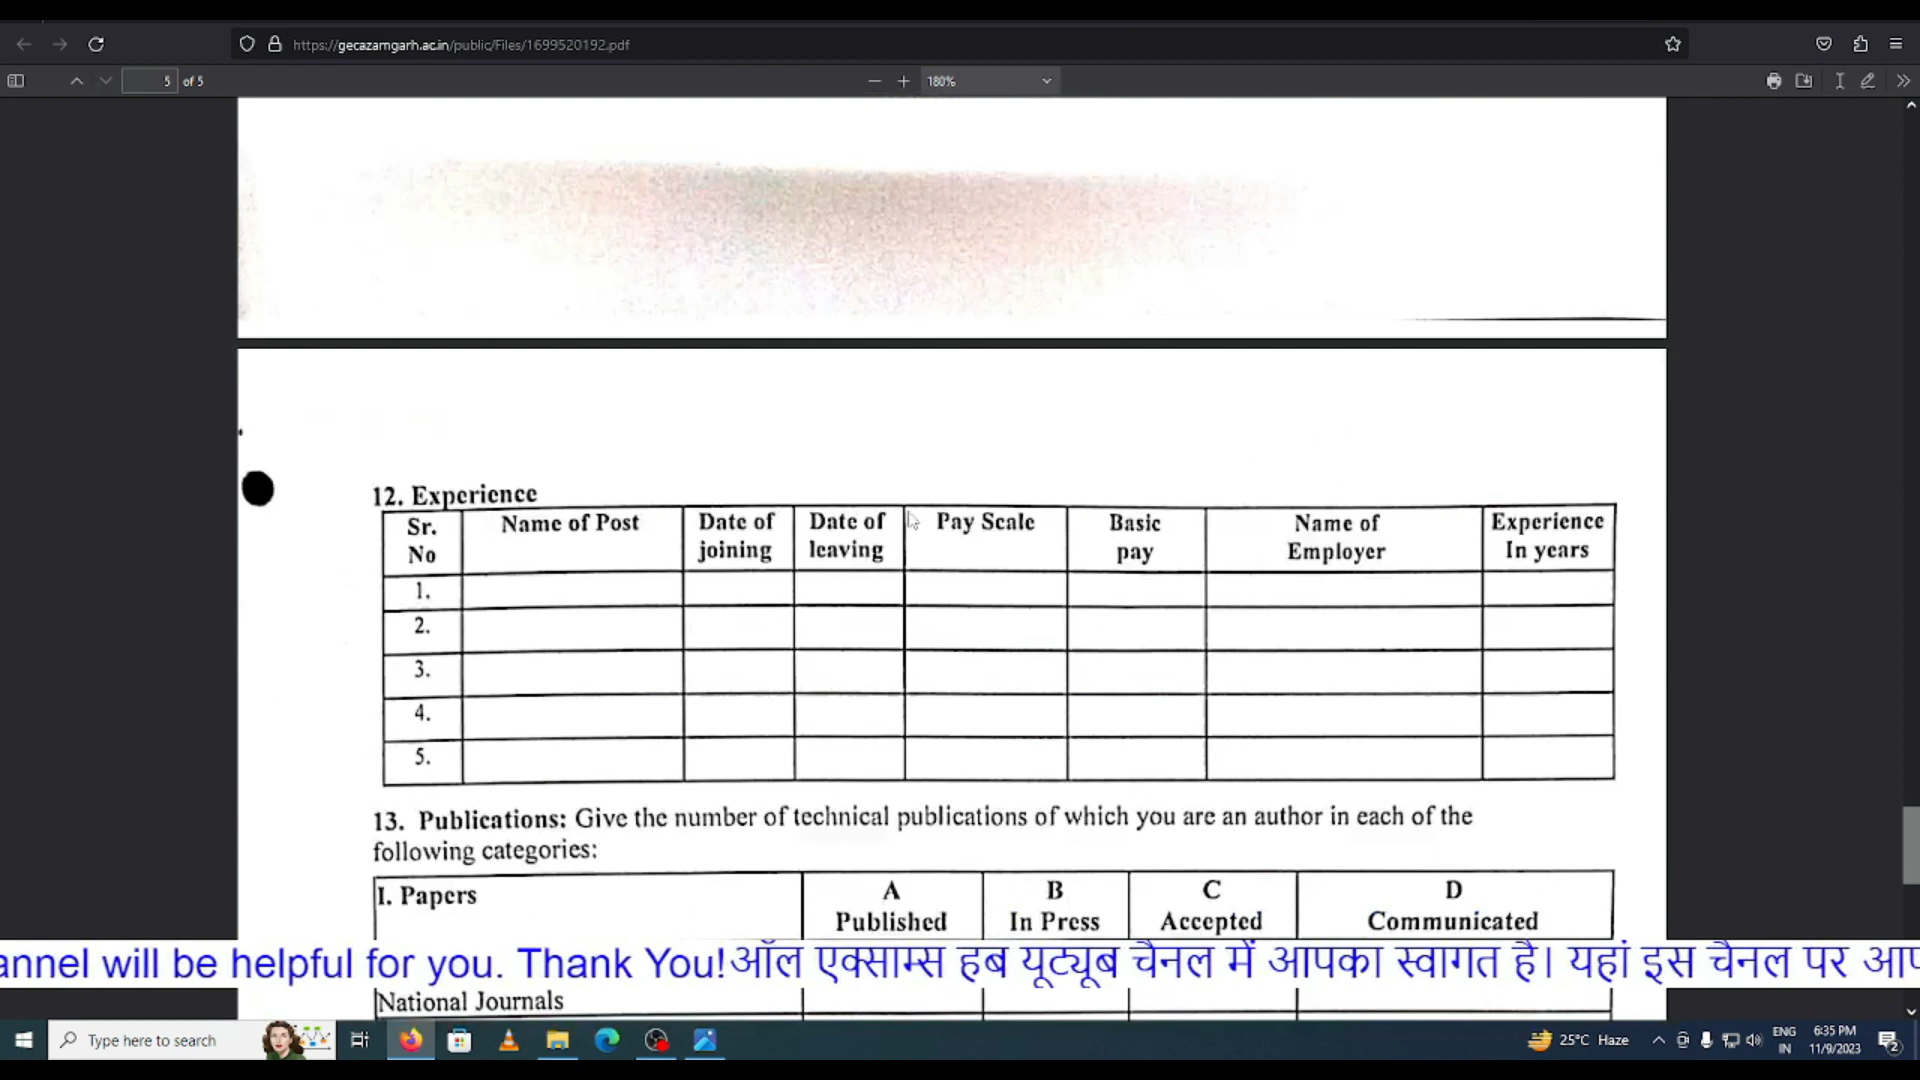 https://gecazamgarh.ac.in/public/Files/1699520192.pdf
5 of 5
180%
12. Experience
Sr. No
Name of Post
Date of joining
Date of leaving
Pay Scale
Basic pay
Name of Employer
Experience In years
1.
2.
3.
4.
5.
13. Publications: Give the number of technical publications of which you are an author in each of the
following categories:
I. Papers
A Published
B In Press
C Accepted
D Communicated
annel will be helpful for you. Thank You!ऑल एक्साम्स हब यूट्यूब चैनल में आपका स्वागत है। यहां इस चैनल पर आप
National Journals
Type here to search
25°C Haze
ENG
IN
6:35 PM
11/9/2023
2